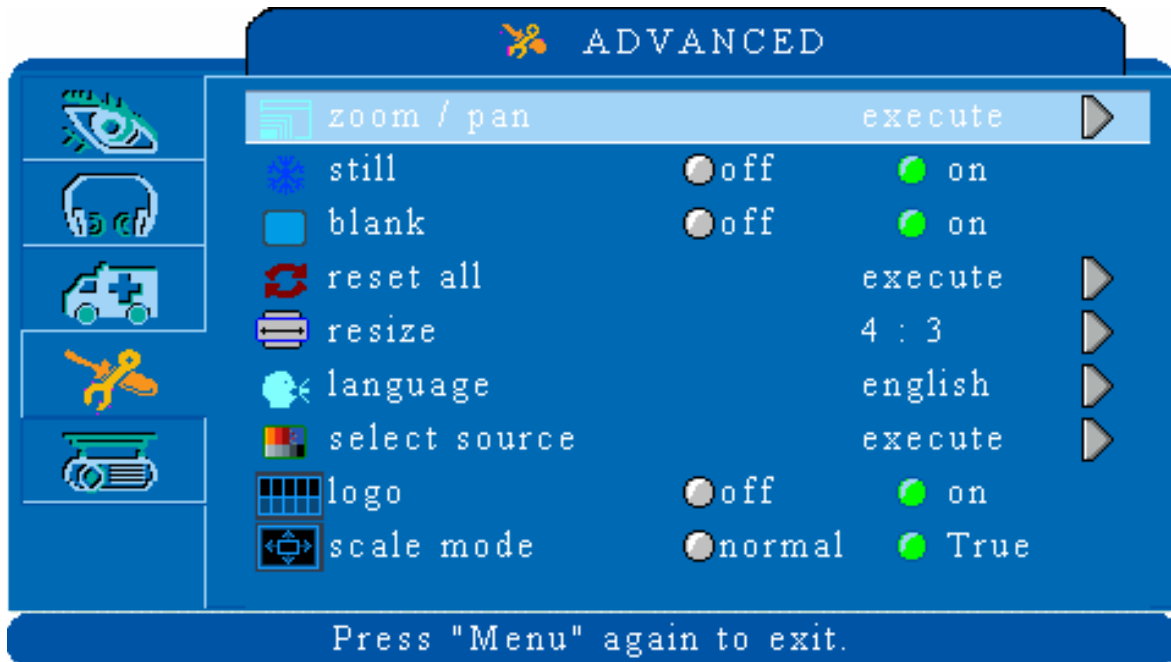 ADVANCED
zoom / pan execute
still off on
blank off on
reset all execute
resize 4 : 3
language english
select source execute
logo off on
scale mode normal True
Press "Menu" again to exit.